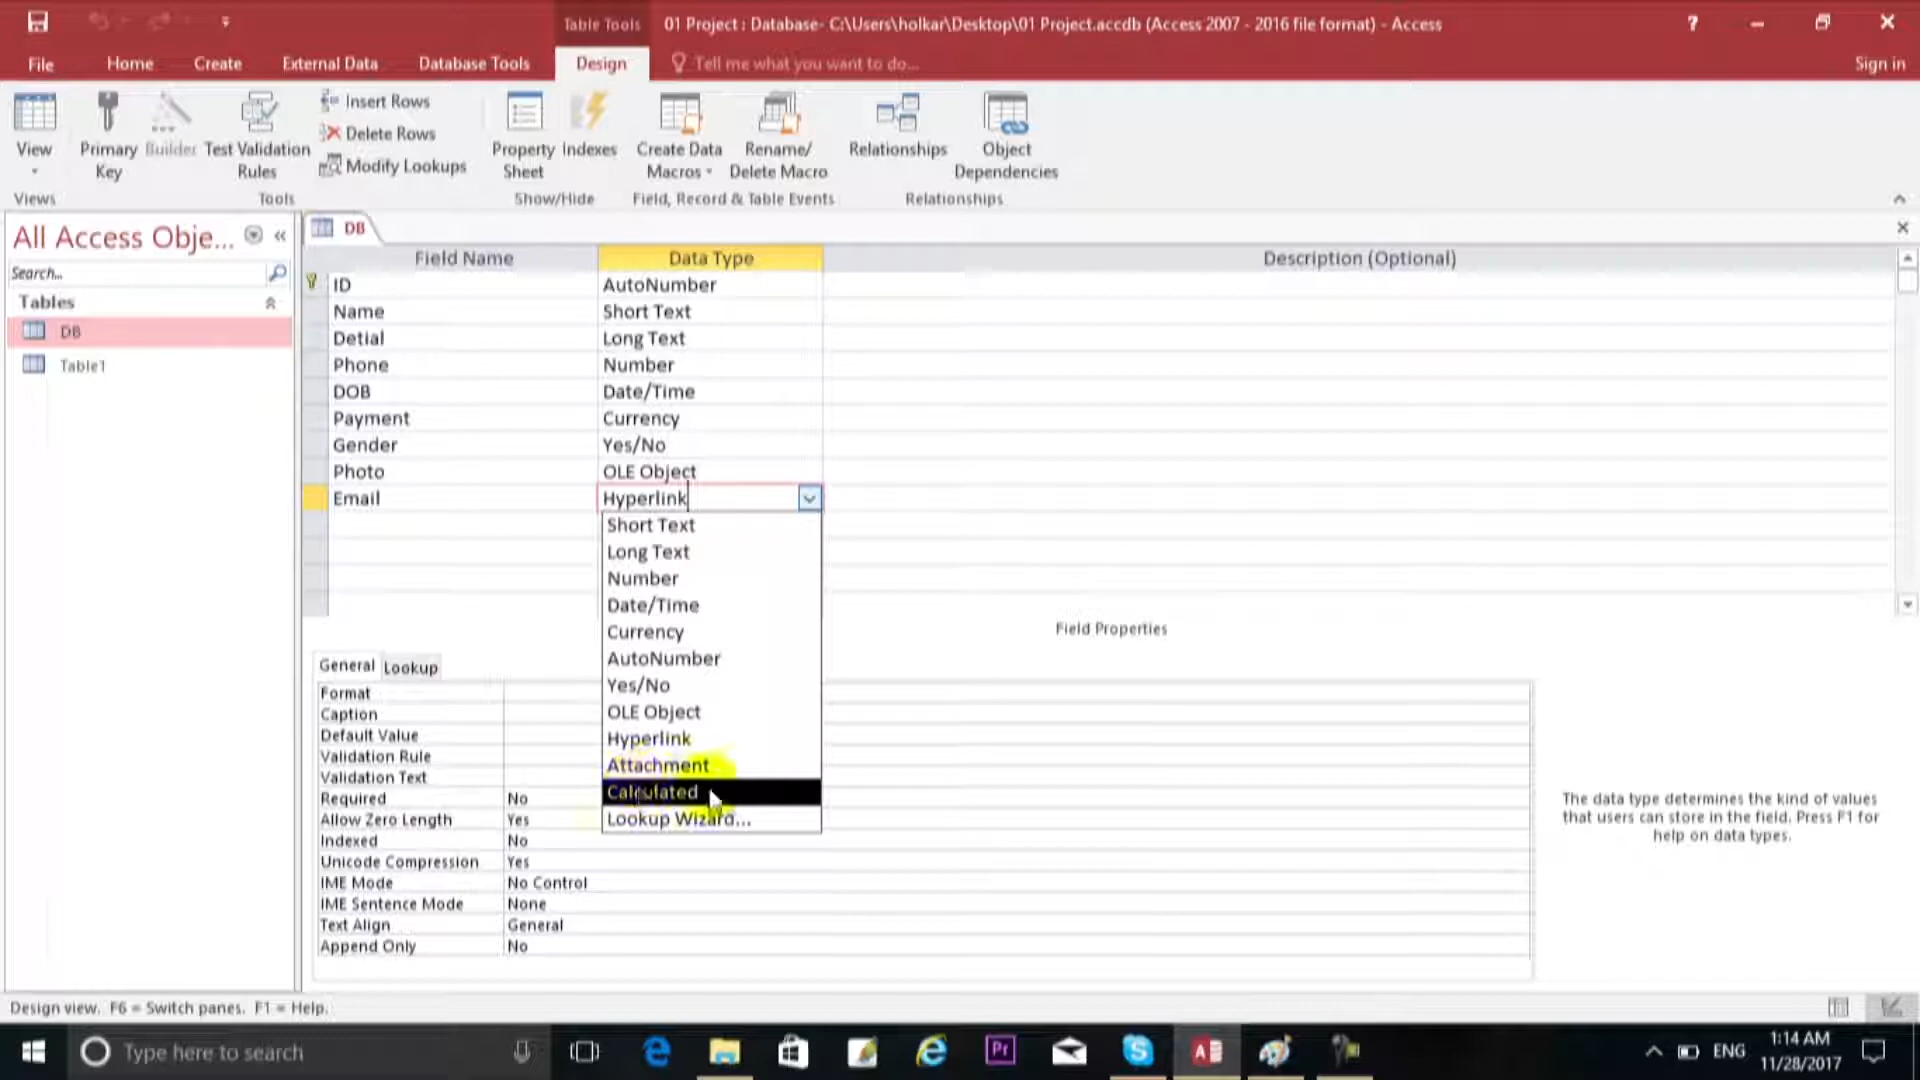 Table Tools
01 Project : Database- C:\Users\holkar\Desktop\01 Project.accdb (Access 2007 - 2016 file format) - Access
?
File
Home
Create
External Data
Database Tools
Design
Tell me what you want to do...
Sign in
View
Primary Key
Builder
Test Validation Rules
Insert Rows
Delete Rows
Modify Lookups
Property Sheet
Indexes
Create Data Macros
Rename/ Delete Macro
Relationships
Object Dependencies
Views
Tools
Show/Hide
Field, Record & Table Events
Relationships
All Access Obje...
Search...
Tables
DB
Table1
DB
Field Name
Data Type
Description (Optional)
ID AutoNumber
Name Short Text
Detial Long Text
Phone Number
DOB Date/Time
Payment Currency
Gender Yes/No
Photo OLE Object
Email Hyperlink
Short Text
Long Text
Number
Date/Time
Currency
AutoNumber
Yes/No
OLE Object
Hyperlink
Attachment
Calculated
Lookup Wizard...
Field Properties
General
Lookup
Format
Caption
Default Value
Validation Rule
Validation Text
Required No
Allow Zero Length Yes
Indexed No
Unicode Compression Yes
IME Mode No Control
IME Sentence Mode None
Text Align General
Append Only No
The data type determines the kind of values
that users can store in the field. Press F1 for
help on data types.
Design view. F6 = Switch panes. F1 = Help.
Type here to search
Pr
ENG
1:14 AM
11/28/2017